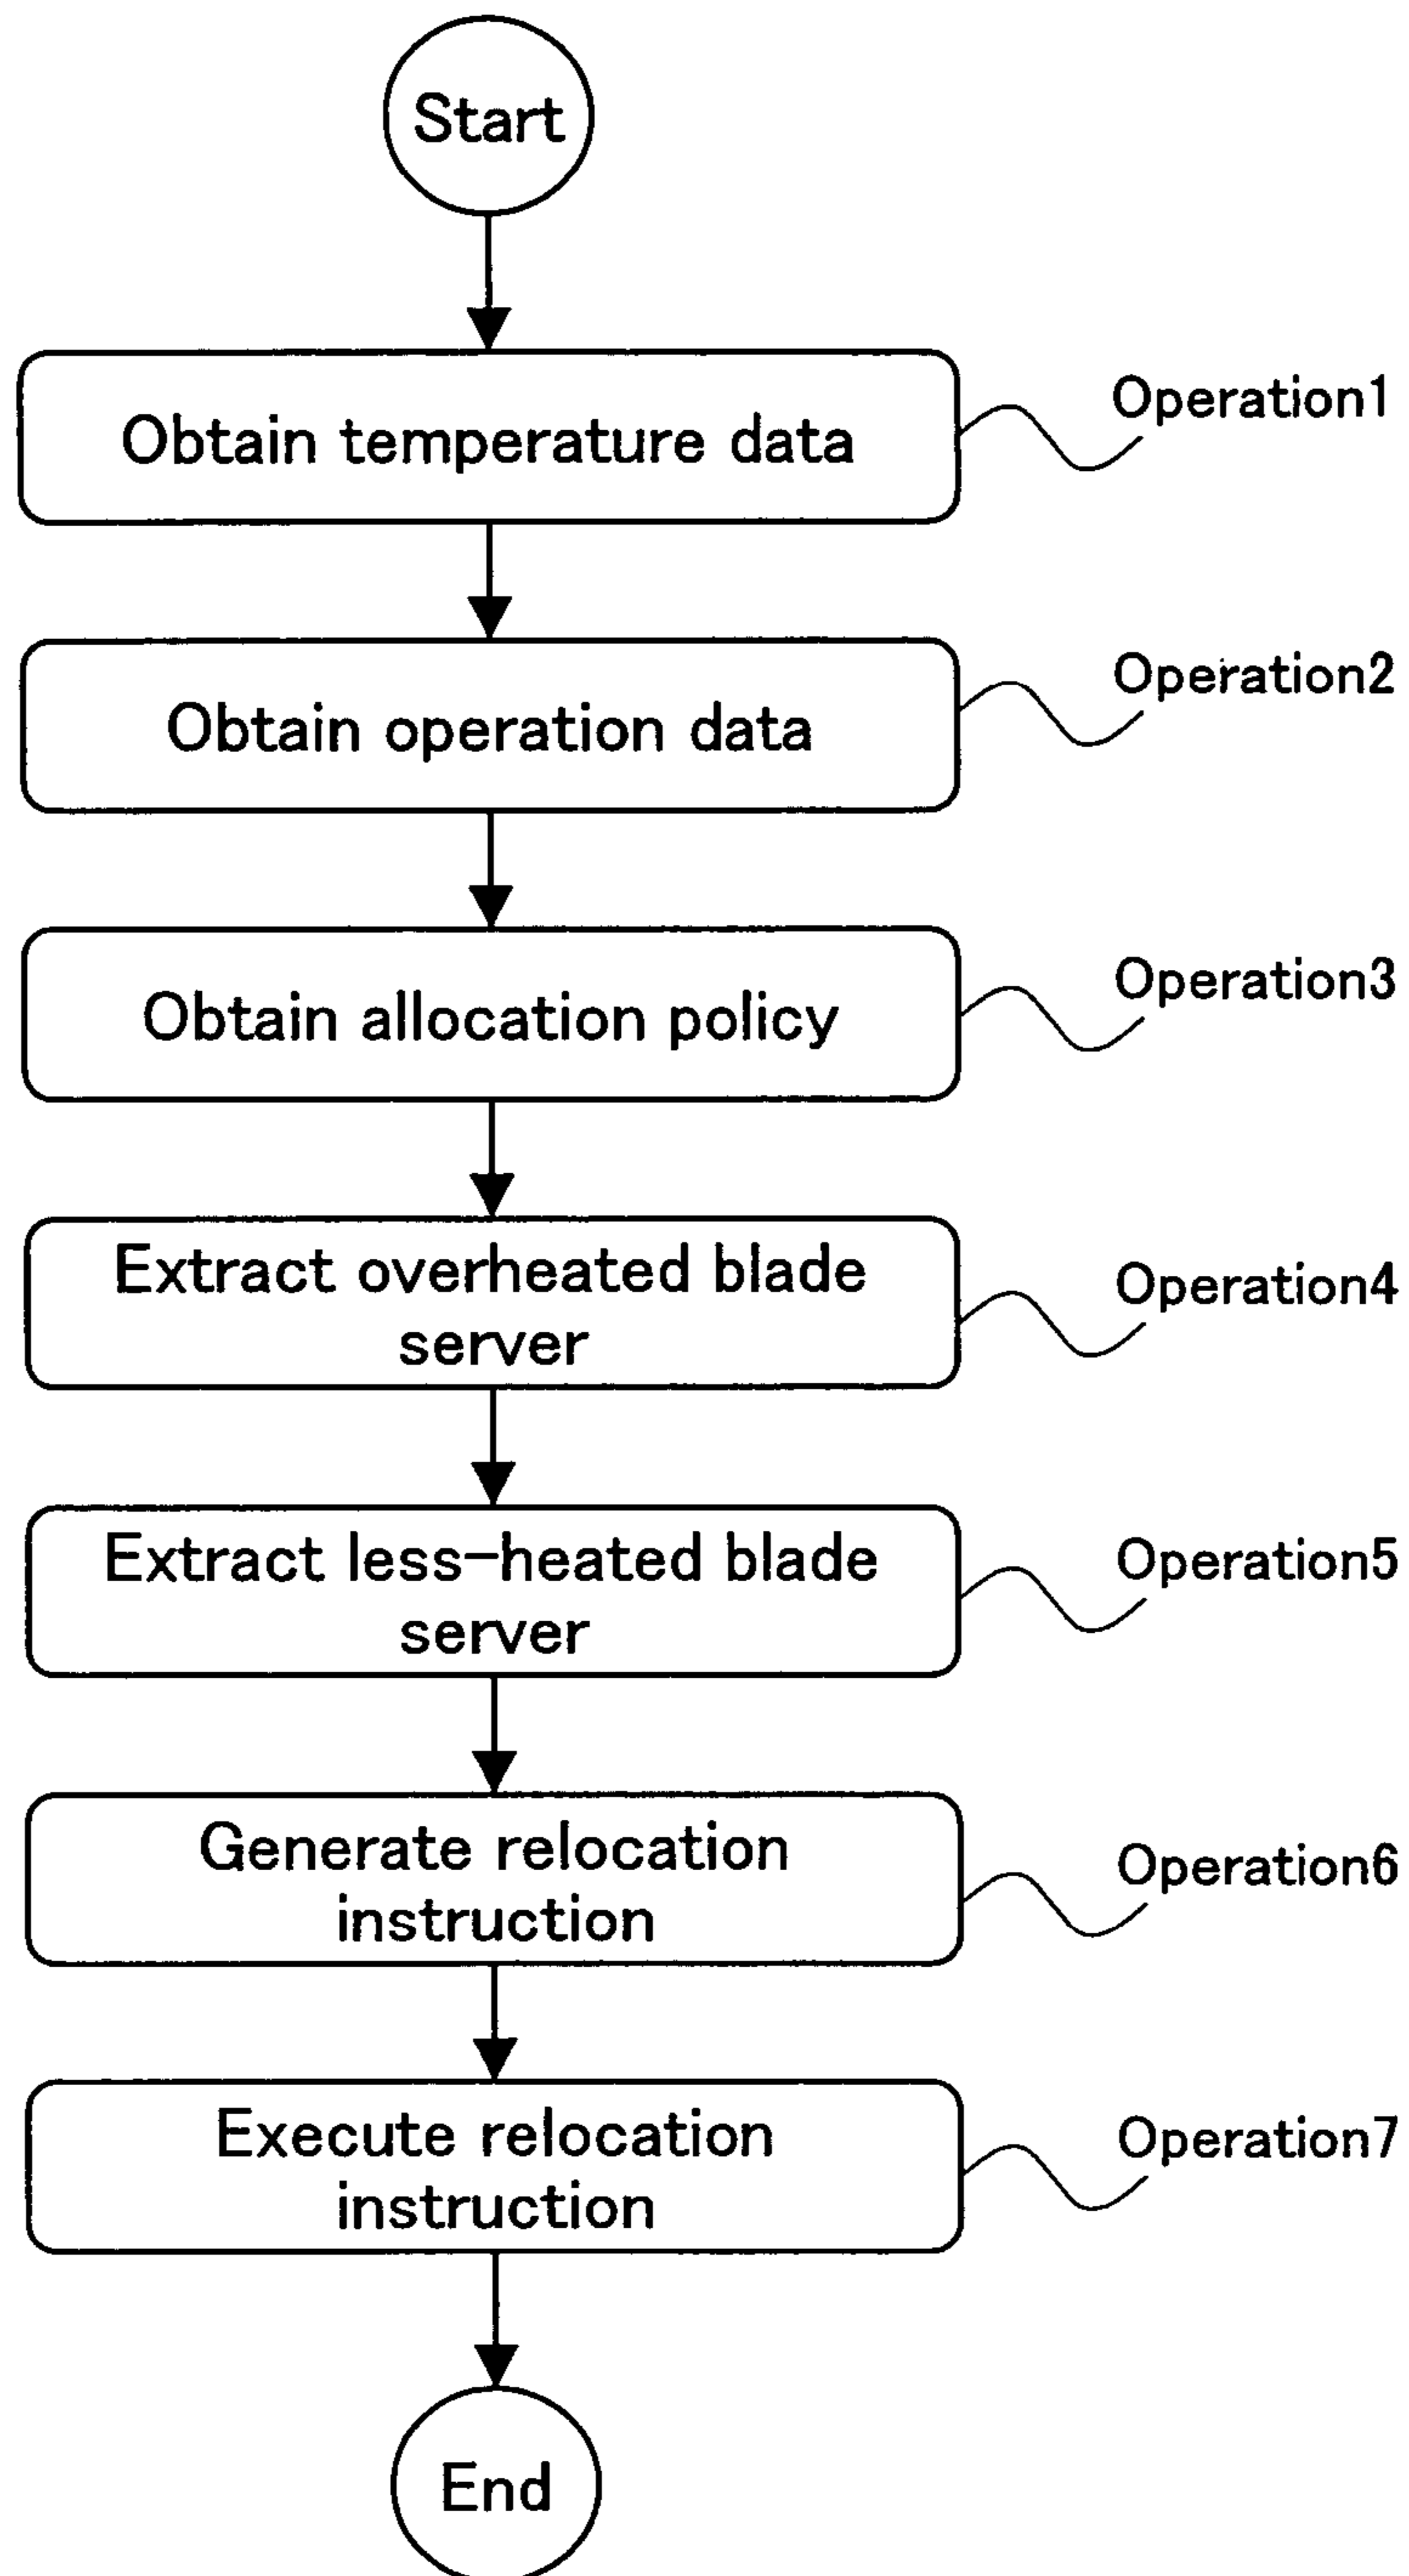 Start
Obtain temperature data
Operation1
Obtain operation data
Operation2
Obtain allocation policy
Operation3
Extract overheated blade
server
Operation4
Extract less-heated blade
server
Operation5
Generate relocation
instruction
Operation6
Execute relocation
instruction
Operation7
End